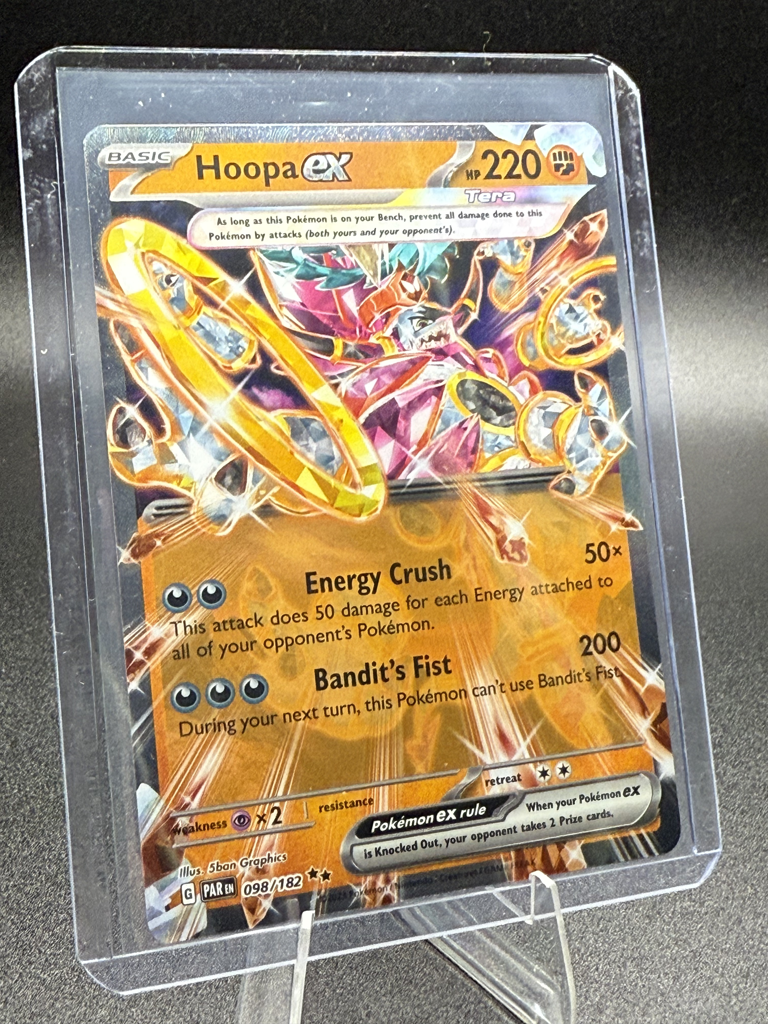 BASIC Hoopa ex HP 220
Tera
As long as this Pokémon is on your Bench, prevent all damage done to this
Pokémon by attacks (both yours and your opponent's).
Energy Crush 50×
This attack does 50 damage for each Energy attached to
all of your opponent's Pokémon.
Bandit's Fist 200
During your next turn, this Pokémon can't use Bandit's Fist.
weakness ×2 resistance retreat
Pokémon ex rule When your Pokémon ex
is Knocked Out, your opponent takes 2 Prize cards.
Illus. 5ban Graphics
G PAR EN 098/182
©2023 Pokémon / Nintendo